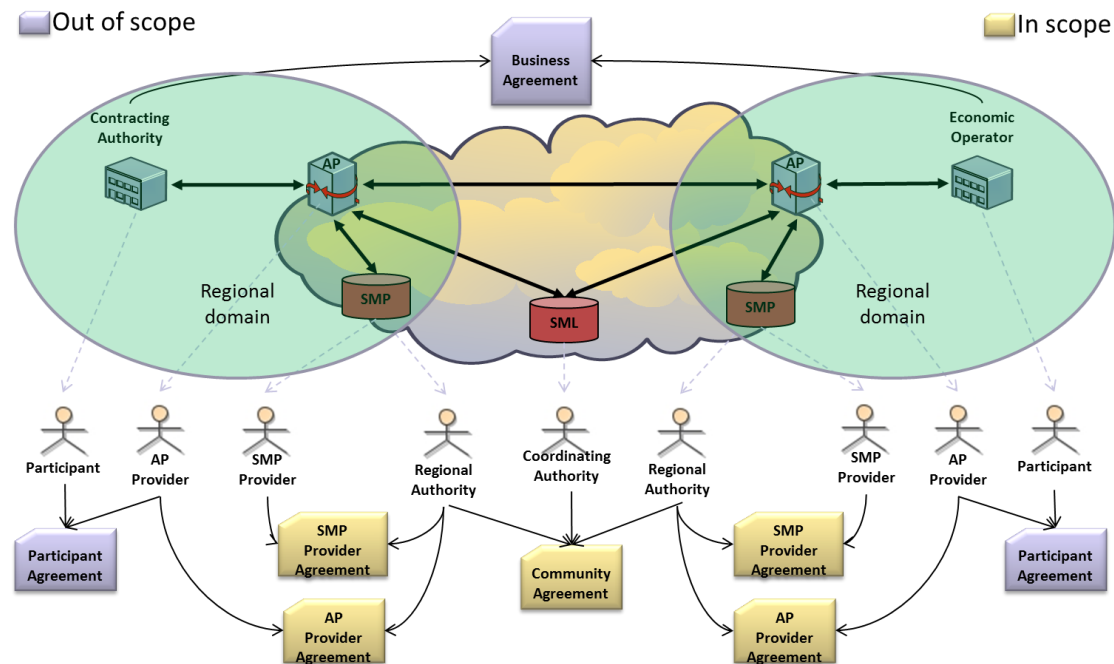 Out of scope
In scope
Business
Agreement
Contracting
Authority
Economic
Operator
AP
AP
Regional
domain
SMP
SML
SMP
Regional
domain
Participant
AP
Provider
SMP
Provider
Regional
Authority
Coordinating
Authority
Regional
Authority
SMP
Provider
AP
Provider
Participant
Participant
Agreement
SMP
Provider
Agreement
Community
Agreement
SMP
Provider
Agreement
Participant
Agreement
AP
Provider
Agreement
AP
Provider
Agreement